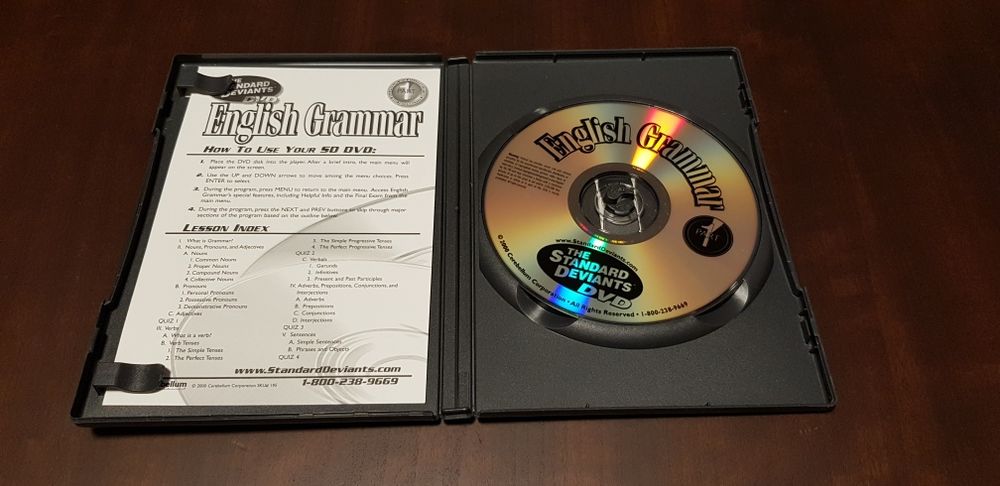 THE
STANDARD
DEVIANTS
DVD
PART 1
English Grammar
HOW TO USE YOUR SD DVD:
1. Place the DVD disk into the player. After a brief intro, the main menu will
appear on the screen.
2. Use the UP and DOWN arrows to move among the menu choices. Press
ENTER to select.
3. During the program, press MENU to return to the main menu. Access English
Grammar's special features, including Helpful Info and the Final Exam from the
main menu.
4. During the program, press the NEXT and PREV buttons to skip through major
sections of the program based on the outline below.
LESSON INDEX
I. What is Grammar?
II. Nouns, Pronouns, and Adjectives
A. Nouns
1. Common Nouns
2. Proper Nouns
3. Compound Nouns
4. Collective Nouns
B. Pronouns
1. Personal Pronouns
2. Possessive Pronouns
3. Demonstrative Pronouns
C. Adjectives
QUIZ 1
III. Verbs
A. What is a verb?
B. Verb Tenses
1. The Simple Tenses
2. The Perfect Tenses
3. The Simple Progressive Tenses
4. The Perfect Progressive Tenses
QUIZ 2
C. Verbals
1. Gerunds
2. Infinitives
3. Present and Past Participles
IV. Adverbs, Prepositions, Conjunctions, and
Interjections
A. Adverbs
B. Prepositions
C. Conjunctions
D. Interjections
QUIZ 3
V. Sentences
A. Simple Sentences
B. Phrases and Objects
QUIZ 4
www.StandardDeviants.com
1-800-238-9669
bellum © 2000 Cerebellum Corporation
English Grammar
PART 1
www.StandardDeviants.com
THE
STANDARD
DEVIANTS
DVD
© 2000 Cerebellum Corporation • All Rights Reserved • 1-800-238-9669